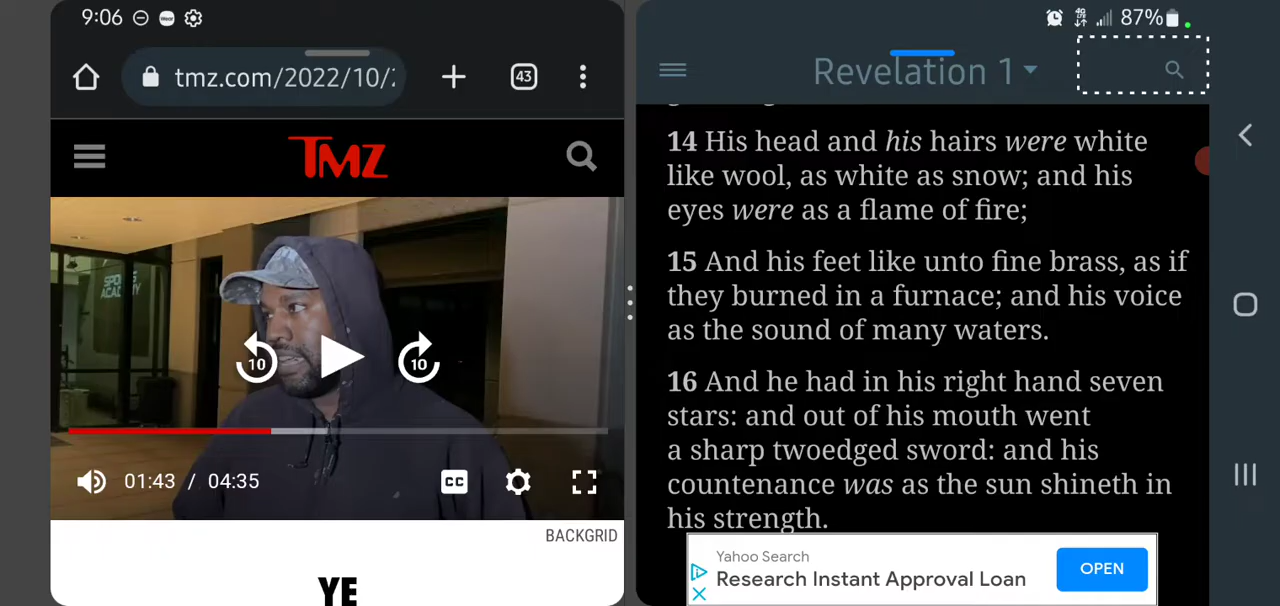 9:06
87%
tmz.com/2022/10/2
43
TMZ
SPORTS
ACADEMY
10
10
01:43 / 04:35
CC
BACKGRID
YE
Revelation 1
14 His head and his hairs were white
like wool, as white as snow; and his
eyes were as a flame of fire;
15 And his feet like unto fine brass, as if
they burned in a furnace; and his voice
as the sound of many waters.
16 And he had in his right hand seven
stars: and out of his mouth went
a sharp twoedged sword: and his
countenance was as the sun shineth in
his strength.
Yahoo Search
Research Instant Approval Loan
OPEN